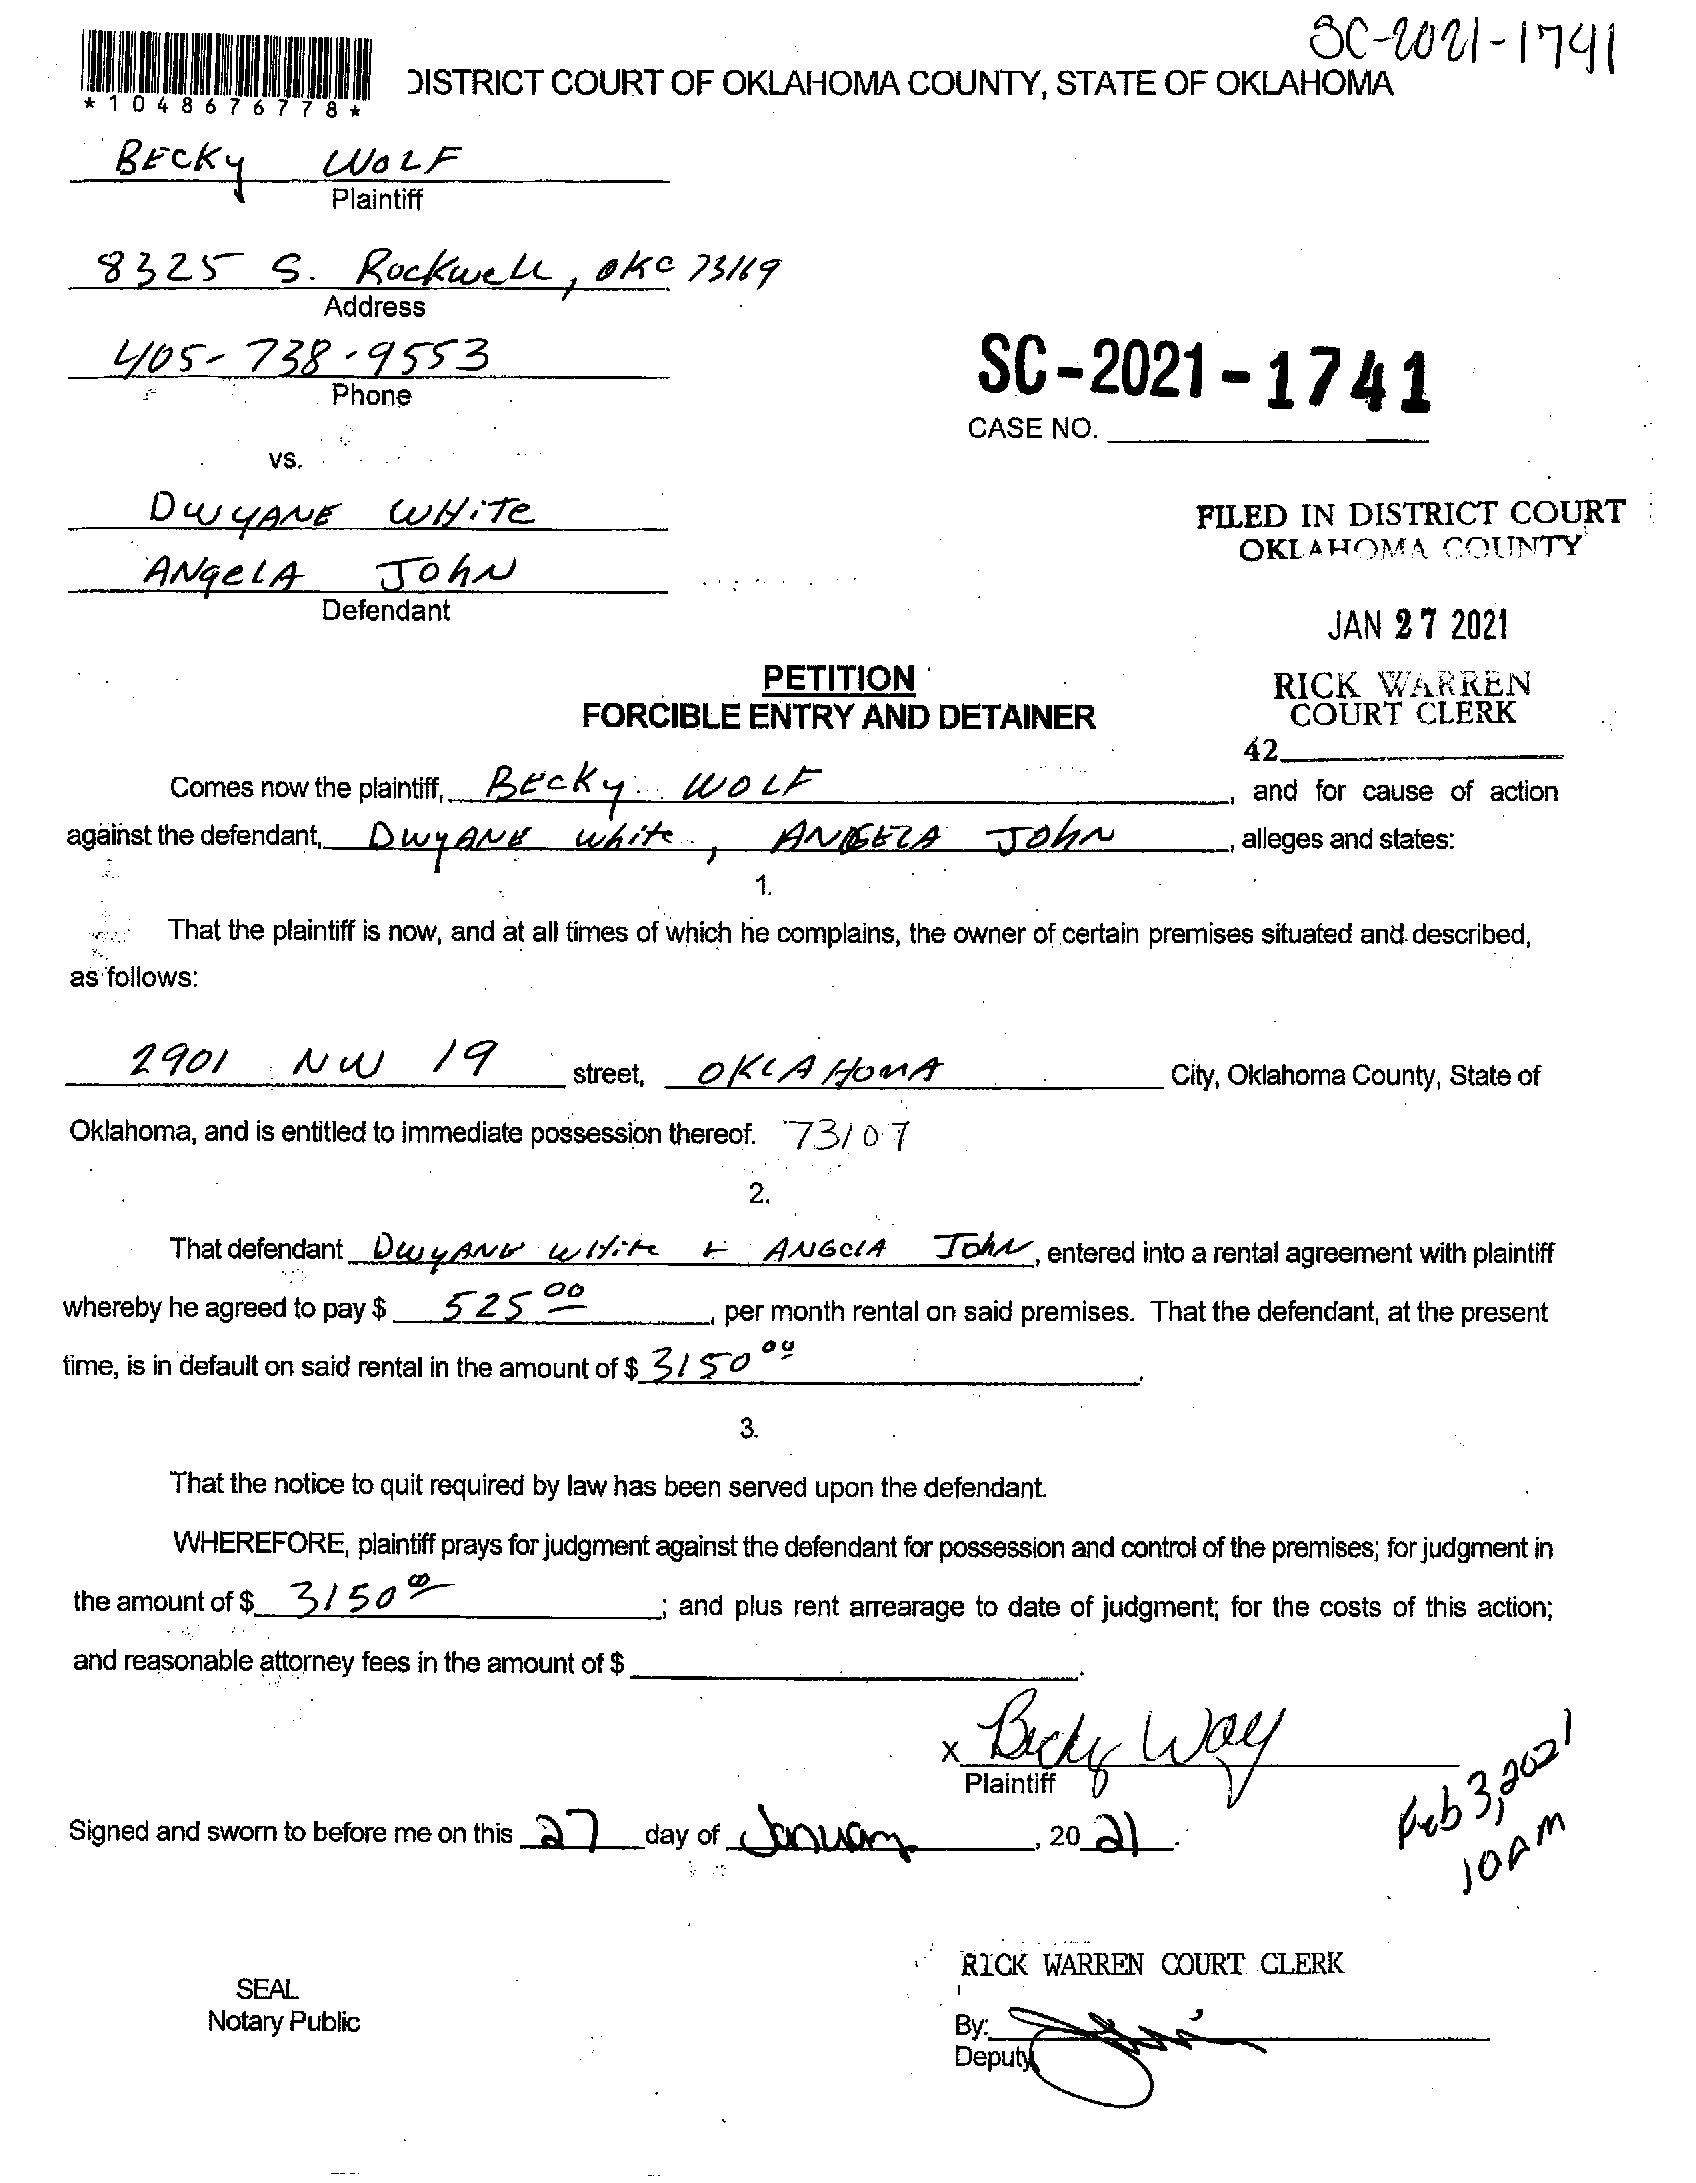 SC-2021-1741
DISTRICT COURT OF OKLAHOMA COUNTY, STATE OF OKLAHOMA
*1048676778*
BECKY WOLF
Plaintiff
8325 S. Rockwell, OKC 73169
Address
405-738-9553
Phone
SC-2021-1741
CASE NO.
vs.
DWYANE WHITE
ANgeLA JOhN
Defendant
FILED IN DISTRICT COURT
OKLAHOMA COUNTY
JAN 27 2021
RICK WARREN
COURT CLERK
42
PETITION
FORCIBLE ENTRY AND DETAINER
Comes now the plaintiff, BECKY WOLF, and for cause of action
against the defendant, DWYANE White, ANGELA JOHN, alleges and states:
1.
That the plaintiff is now, and at all times of which he complains, the owner of certain premises situated and described,
as follows:
2901 NW 19 street, OKLAHOMA City, Oklahoma County, State of
Oklahoma, and is entitled to immediate possession thereof. 73107
2.
That defendant DWYANE WHite + ANGELA JOHN, entered into a rental agreement with plaintiff
whereby he agreed to pay $ 525 00, per month rental on said premises. That the defendant, at the present
time, is in default on said rental in the amount of $ 3150 00.
3.
That the notice to quit required by law has been served upon the defendant.
WHEREFORE, plaintiff prays for judgment against the defendant for possession and control of the premises; for judgment in
the amount of $ 3150 00; and plus rent arrearage to date of judgment; for the costs of this action;
and reasonable attorney fees in the amount of $ .
x Becky Wolf
Plaintiff
Feb 3, 2021
10 AM
Signed and sworn to before me on this 27 day of January, 20 21.
RICK WARREN COURT CLERK
SEAL
Notary Public
By:
Deputy